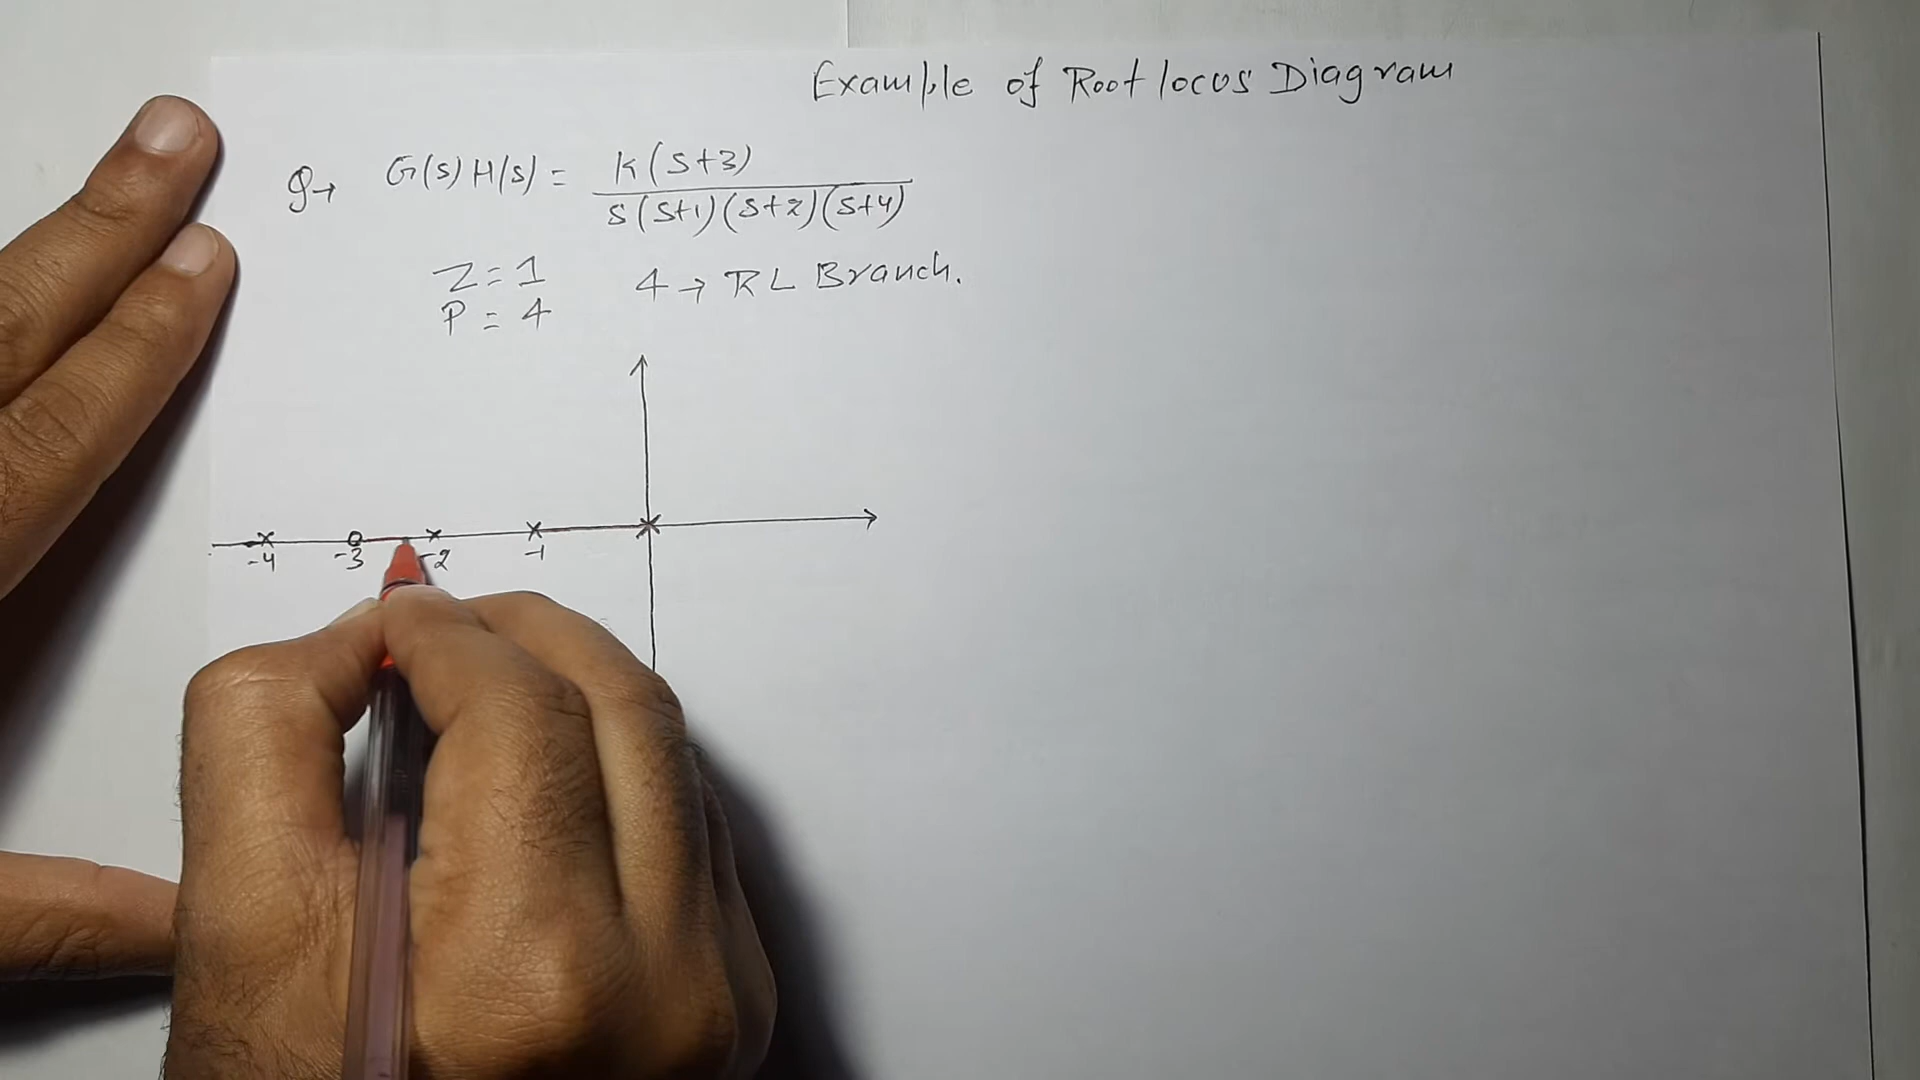 Example of Root locus Diagram
Q→ G(s)H(s) = K(s+3)
s(s+1)(s+2)(s+4)
Z = 1 4 → RL Branch.
P = 4
-4 -3 -2 -1